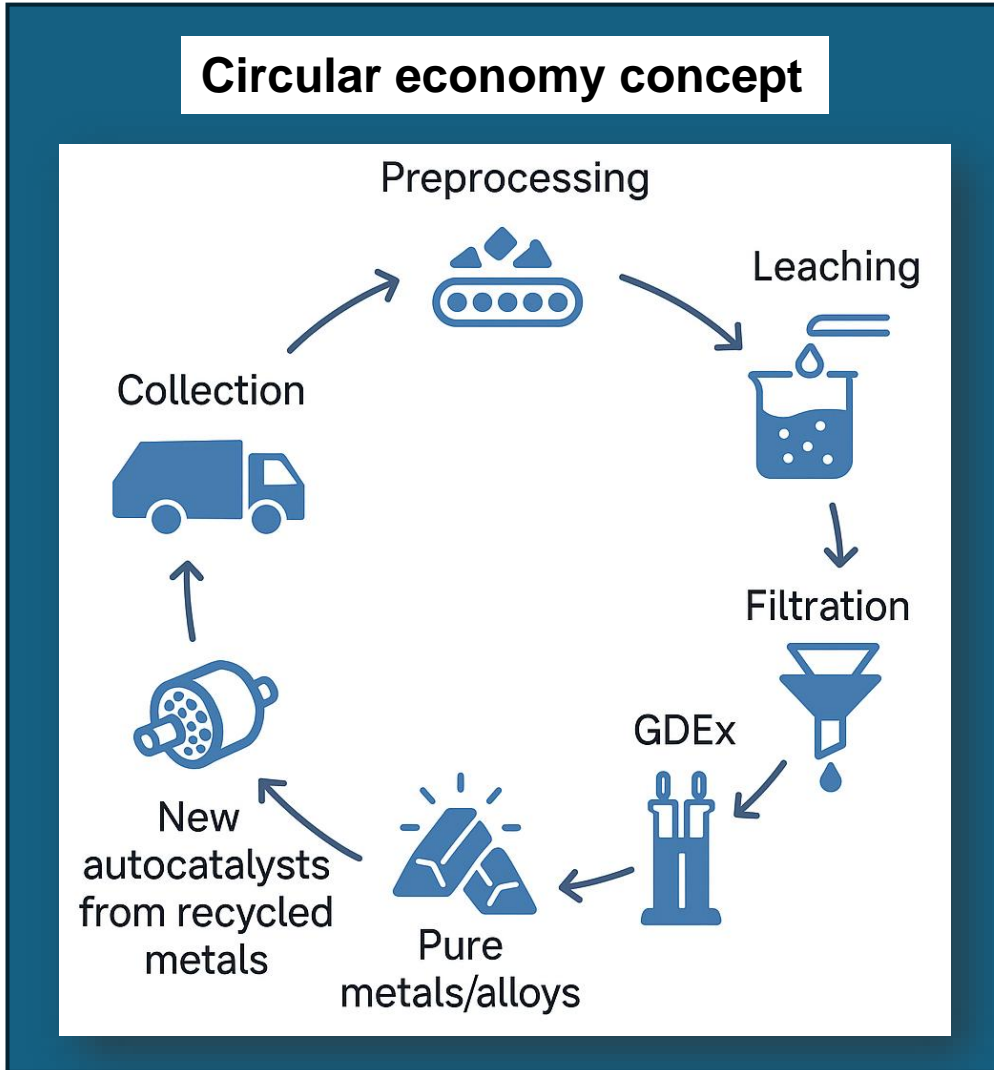 Circular economy concept
Preprocessing
Leaching
Collection
Filtration
GDEx
New
autocatalysts
from recycled
metals
Pure
metals/alloys